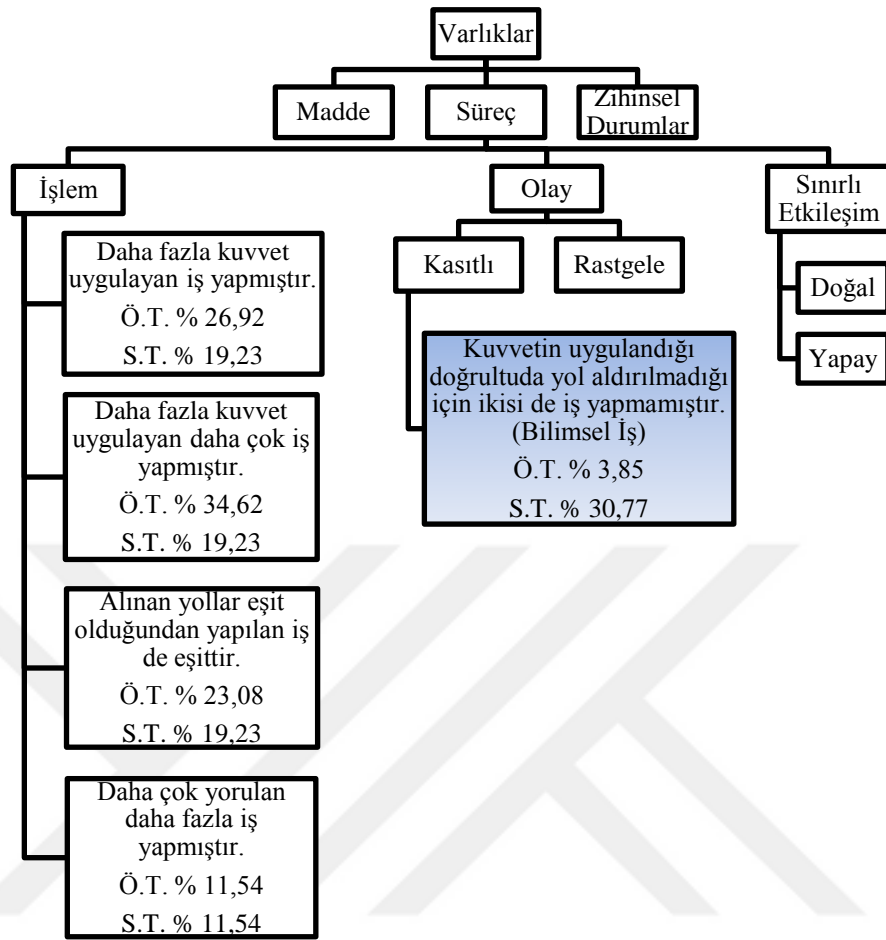 Varlıklar
Madde
Süreç
Zihinsel
Durumlar
İşlem
Olay
Sınırlı
Etkileşim
Daha fazla kuvvet
uygulayan iş yapmıştır.
Ö.T. % 26,92
S.T. % 19,23
Daha fazla kuvvet
uygulayan daha çok iş
yapmıştır.
Ö.T. % 34,62
S.T. % 19,23
Alınan yollar eşit
olduğundan yapılan iş
de eşittir.
Ö.T. % 23,08
S.T. % 19,23
Daha çok yorulan
daha fazla iş
yapmıştır.
Ö.T. % 11,54
S.T. % 11,54
Kasıtlı
Rastgele
Kuvvetin uygulandığı
doğrultuda yol aldırılmadığı
için ikisi de iş yapmamıştır.
(Bilimsel İş)
Ö.T. % 3,85
S.T. % 30,77
Doğal
Yapay